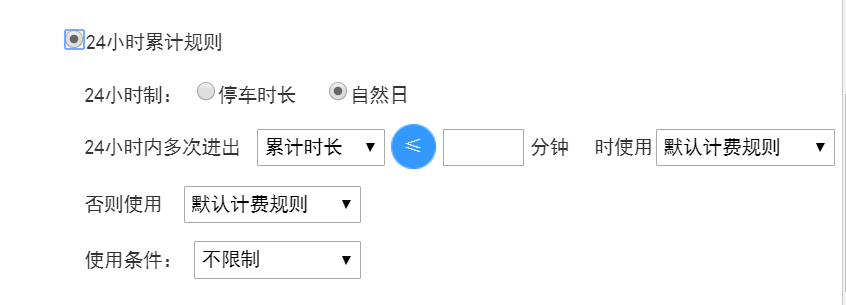 24小时累计规则
24小时制： 停车时长 自然日
24小时内多次进出 累计时长 ≤ 分钟 时使用 默认计费规则
否则使用 默认计费规则
使用条件： 不限制